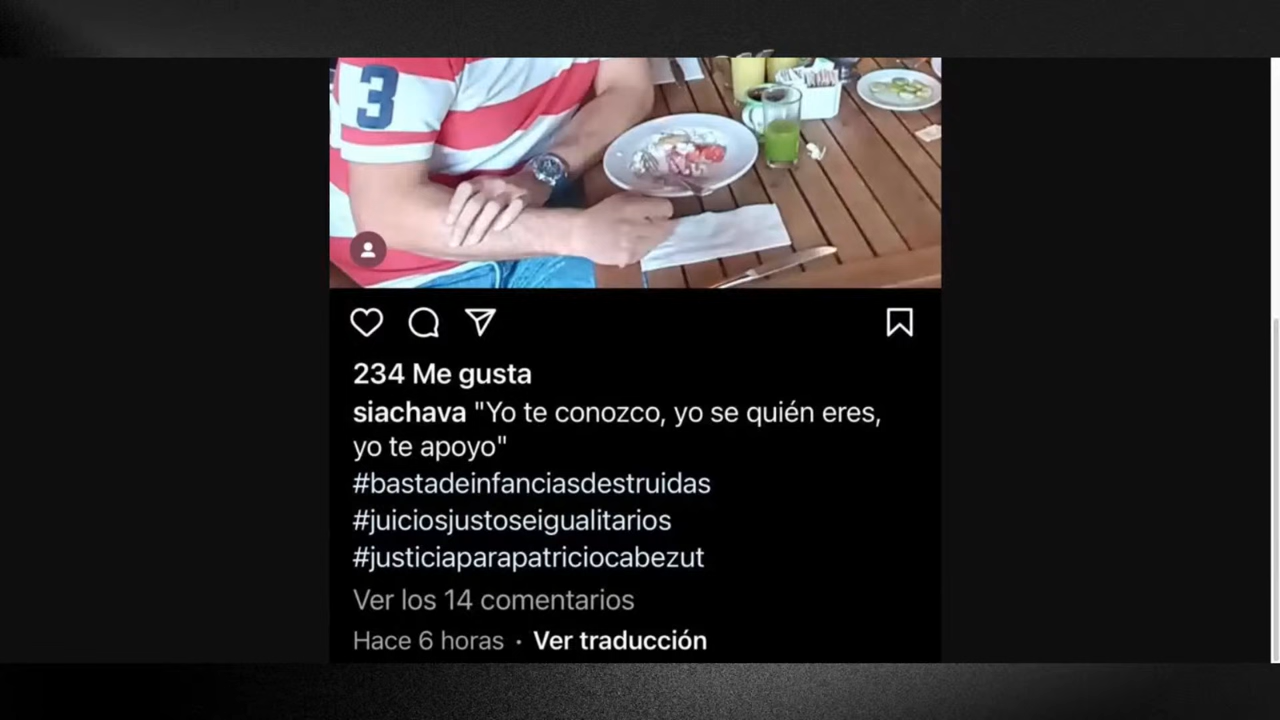 3
234 Me gusta
siachava "Yo te conozco, yo se quién eres,
yo te apoyo"
#bastadeinfanciasdestruidas
#juiciosjustoseigualitarios
#justiciaparapatriciocabezut
Ver los 14 comentarios
Hace 6 horas · Ver traducción